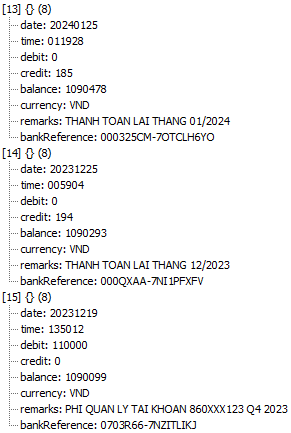 [13] {} (8)
date: 20240125
time: 011928
debit: 0
credit: 185
balance: 1090478
currency: VND
remarks: THANH TOAN LAI THANG 01/2024
bankReference: 000325CM-7OTCLH6YO
[14] {} (8)
date: 20231225
time: 005904
debit: 0
credit: 194
balance: 1090293
currency: VND
remarks: THANH TOAN LAI THANG 12/2023
bankReference: 000QXAA-7NI1PFXFV
[15] {} (8)
date: 20231219
time: 135012
debit: 110000
credit: 0
balance: 1090099
currency: VND
remarks: PHI QUAN LY TAI KHOAN 860XXX123 Q4 2023
bankReference: 0703R66-7NZITLIKJ